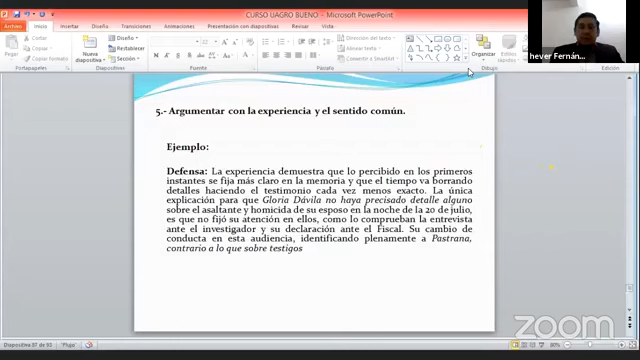 CURSO UAGRO BUENO - Microsoft PowerPoint
Archivo Inicio Insertar Diseño Transiciones Animaciones Presentación con diapositivas Revisar Vista
Cortar
Copiar
Copiar formato
Portapapeles
Nueva diapositiva
Diseño
Restablecer
Sección
Diapositivas
Fuente
Párrafo
Dirección del texto
Alinear texto
Convertir a SmartArt
Organizar
Dibujo
Edición
hever Fernán...
5.- Argumentar con la experiencia y el sentido común.
Ejemplo:
Defensa: La experiencia demuestra que lo percibido en los primeros
instantes se fija más claro en la memoria y que el tiempo va borrando
detalles haciendo el testimonio cada vez menos exacto. La única
explicación para que Gloria Dávila no haya precisado detalle alguno
sobre el asaltante y homicida de su esposo en la noche de la 20 de julio,
es que no fijó su atención en ellos, como lo comprueban la entrevista
ante el investigador y su declaración ante el Fiscal. Su cambio de
conducta en esta audiencia, identificando plenamente a Pastrana,
contrario a lo que sobre testigos
zoom
Diapositiva 87 de 93 "Flujo"
80%